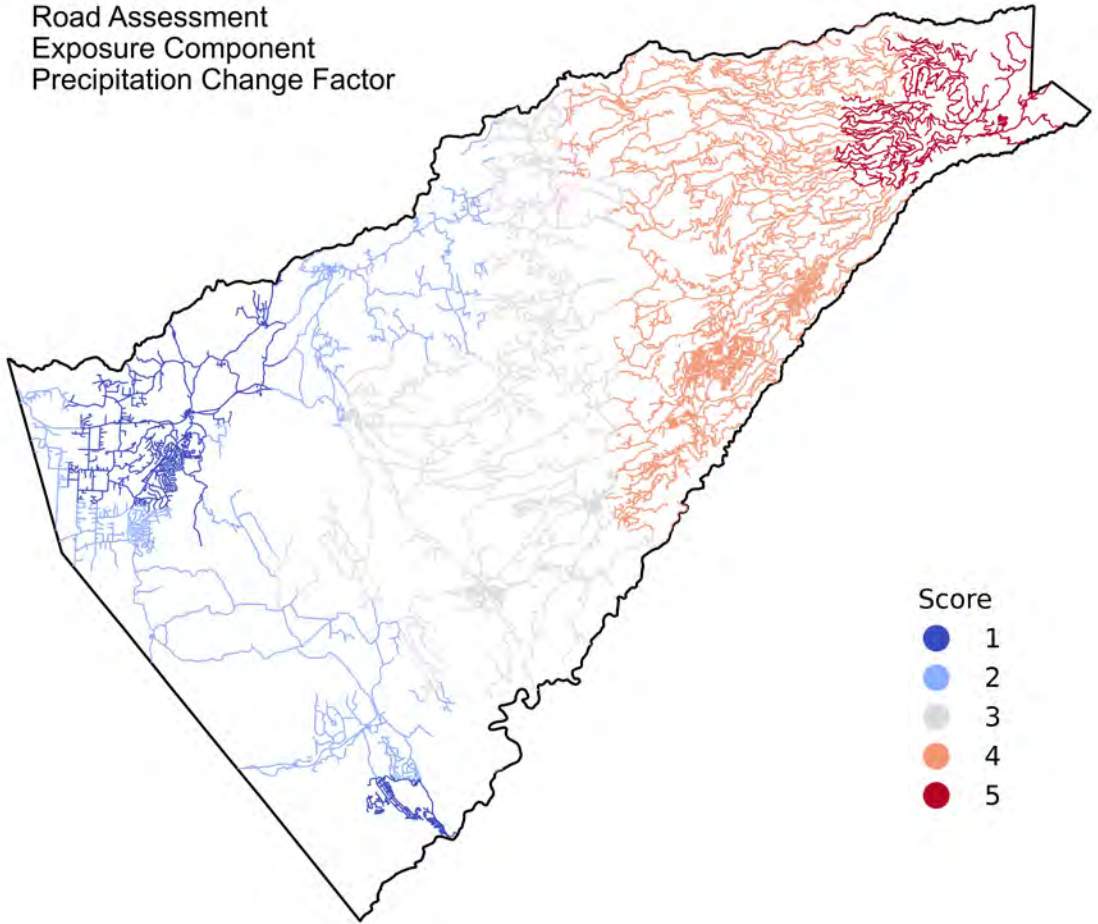 Road Assessment
Exposure Component
Precipitation Change Factor
Score
1
2
3
4
5